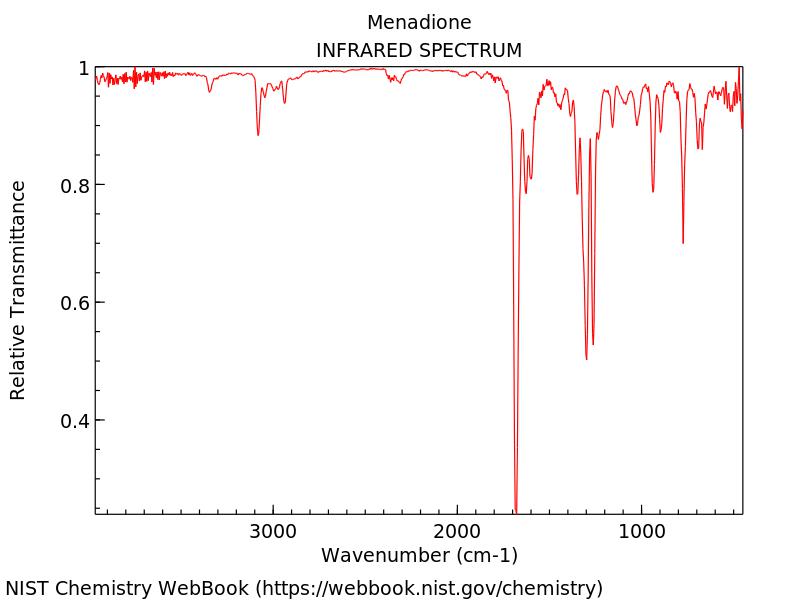 Menadione
INFRARED SPECTRUM
1
0.8
0.6
0.4
Relative Transmittance
3000
2000
1000
Wavenumber (cm-1)
NIST Chemistry WebBook (https://webbook.nist.gov/chemistry)